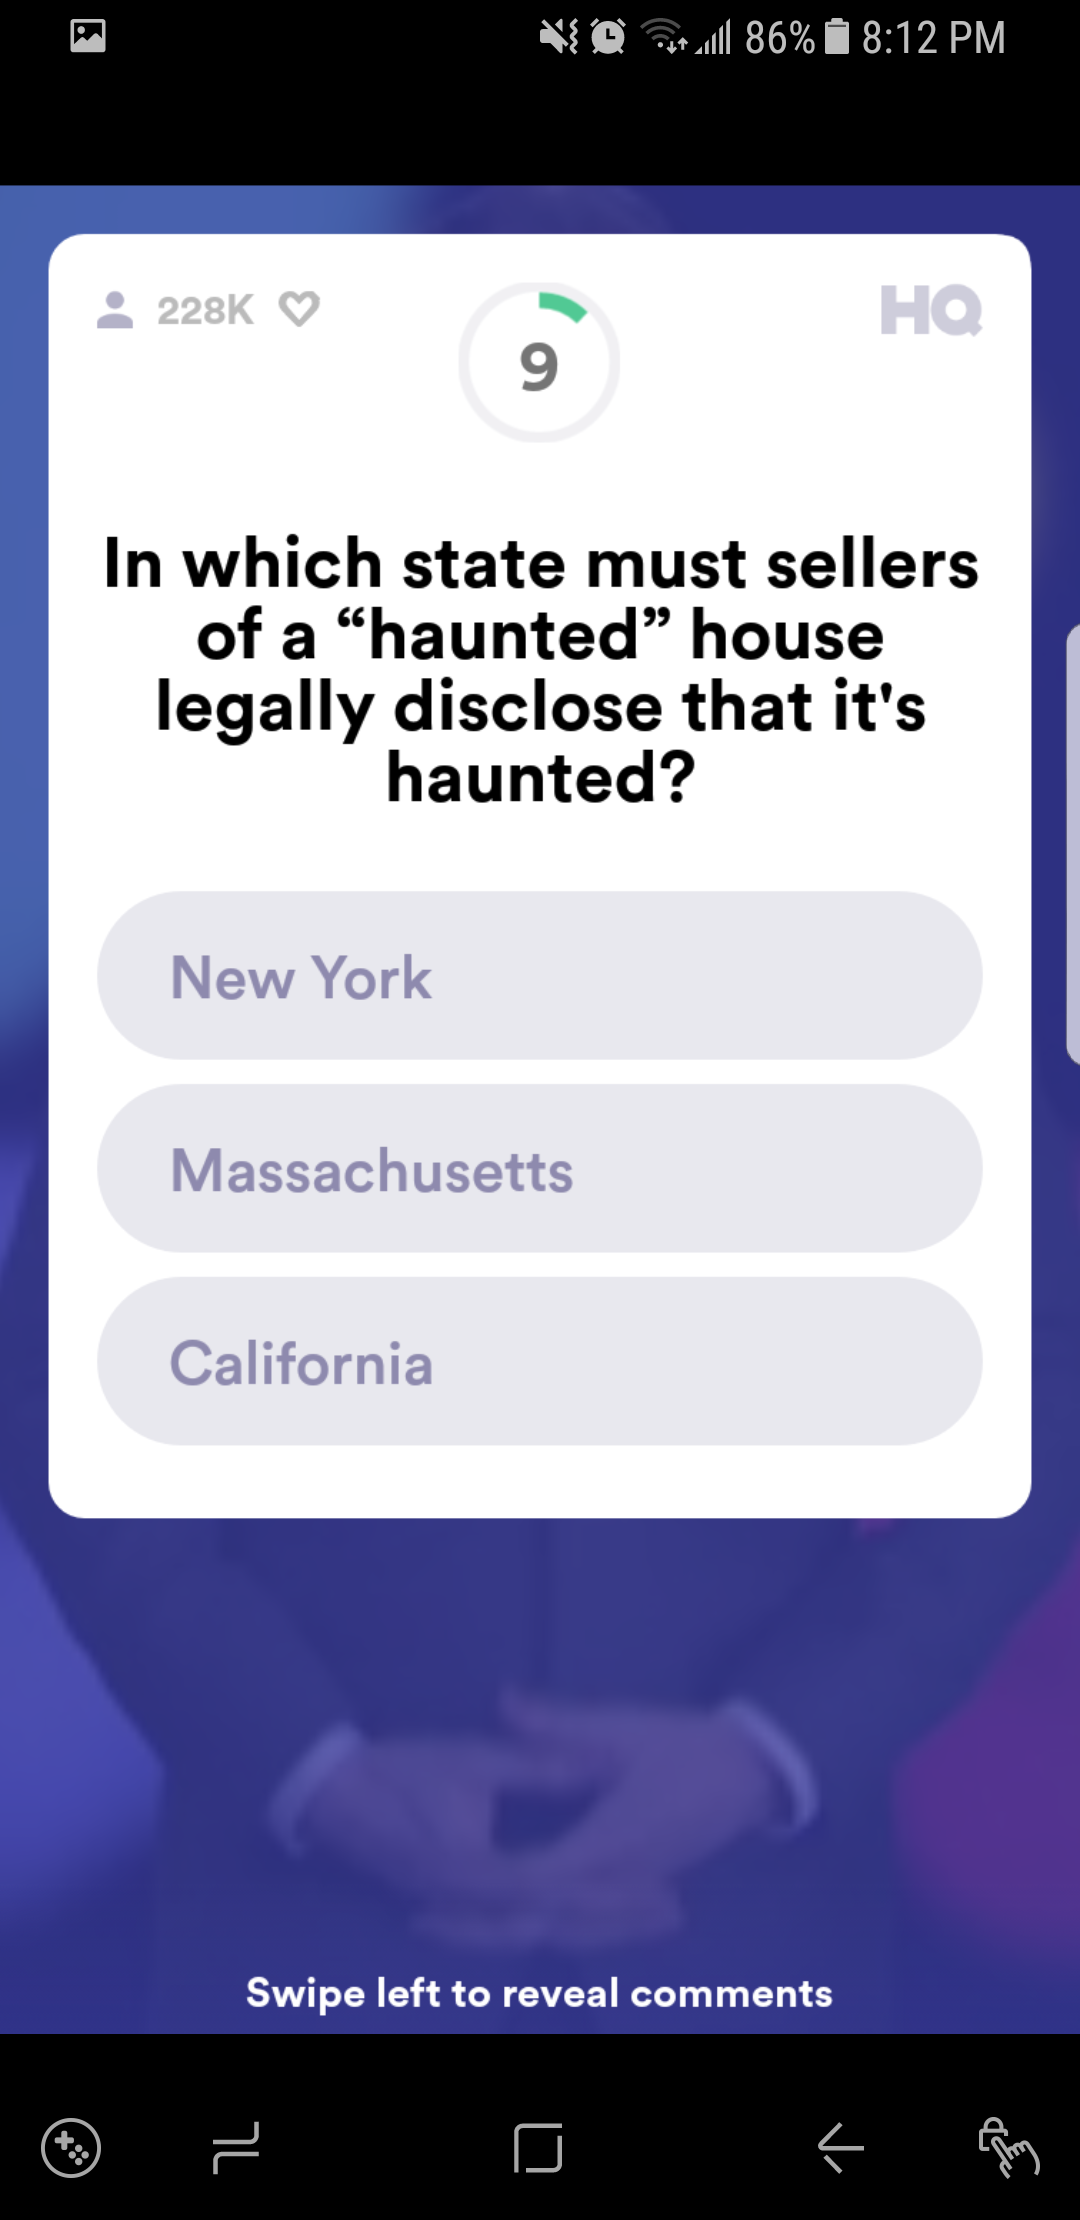 86% 8:12 PM
228K
9
HQ
In which state must sellers
of a “haunted” house
legally disclose that it's
haunted?
New York
Massachusetts
California
Swipe left to reveal comments